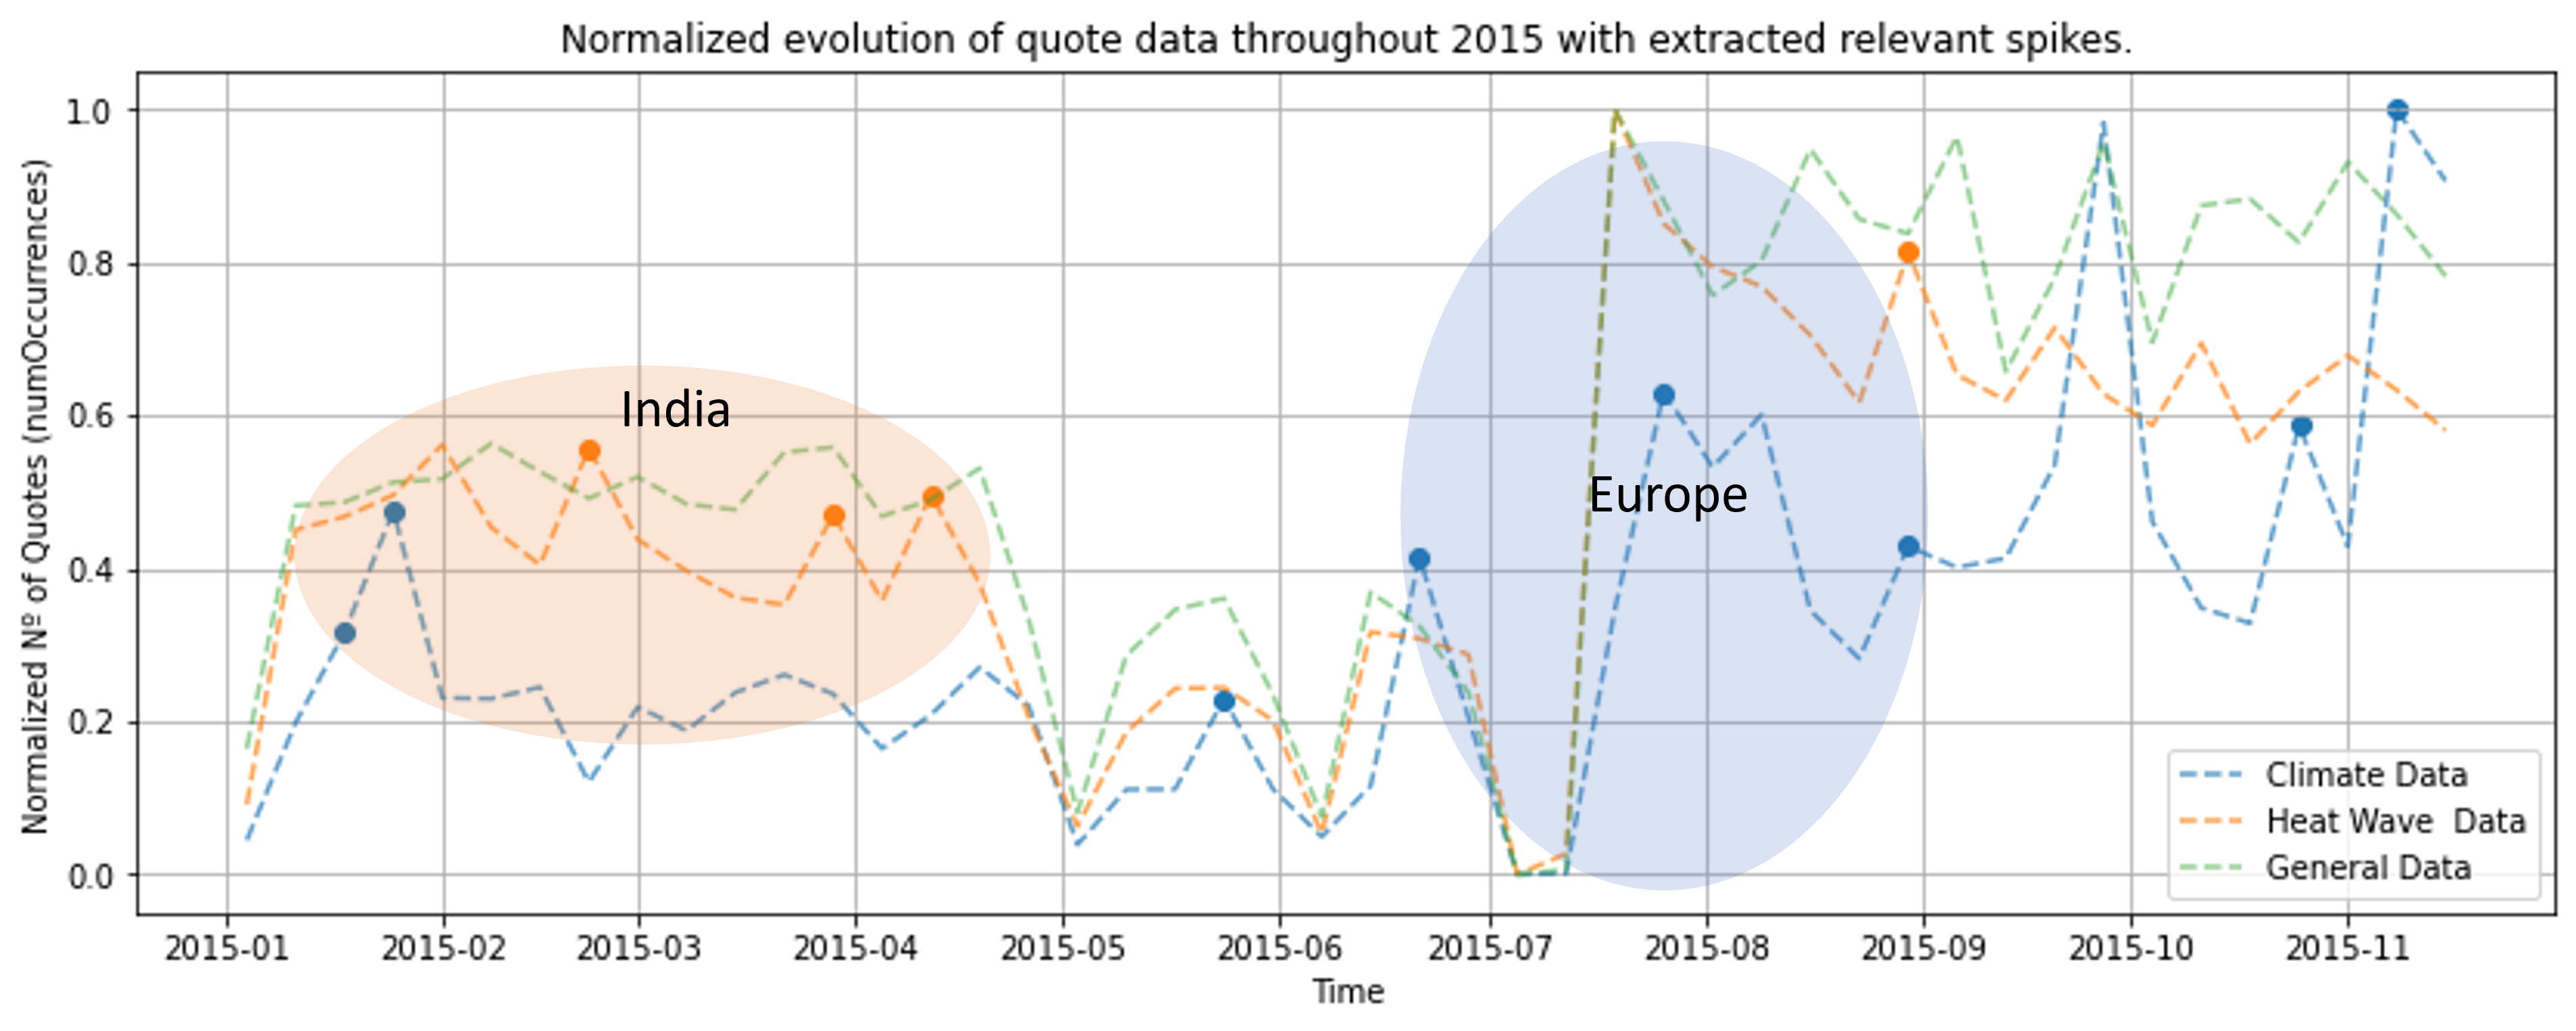 Normalized evolution of quote data throughout 2015 with extracted relevant spikes.
Normalized Nº of Quotes (numOccurrences)
1.0
0.8
0.6
0.4
0.2
0.0
India
Europe
Climate Data
Heat Wave  Data
General Data
2015-01 2015-02 2015-03 2015-04 2015-05 2015-06 2015-07 2015-08 2015-09 2015-10 2015-11
Time